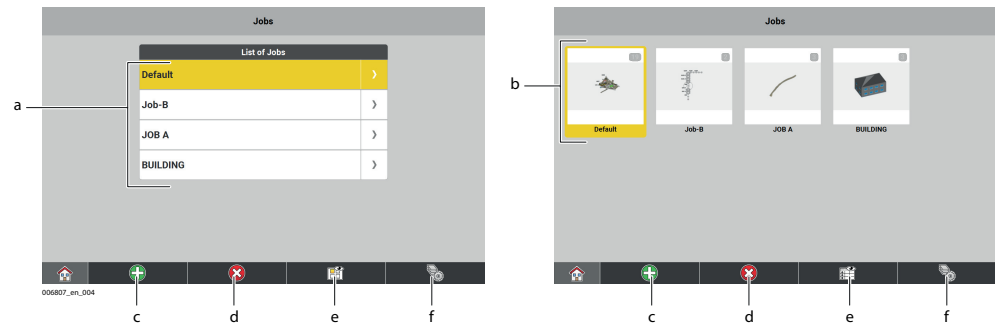 Jobs
List of Jobs
Default
Job-B
JOB A
BUILDING
a
c
d
e
f
006807_en_004
Jobs
b
Default
Job-B
JOB A
BUILDING
c
d
e
f